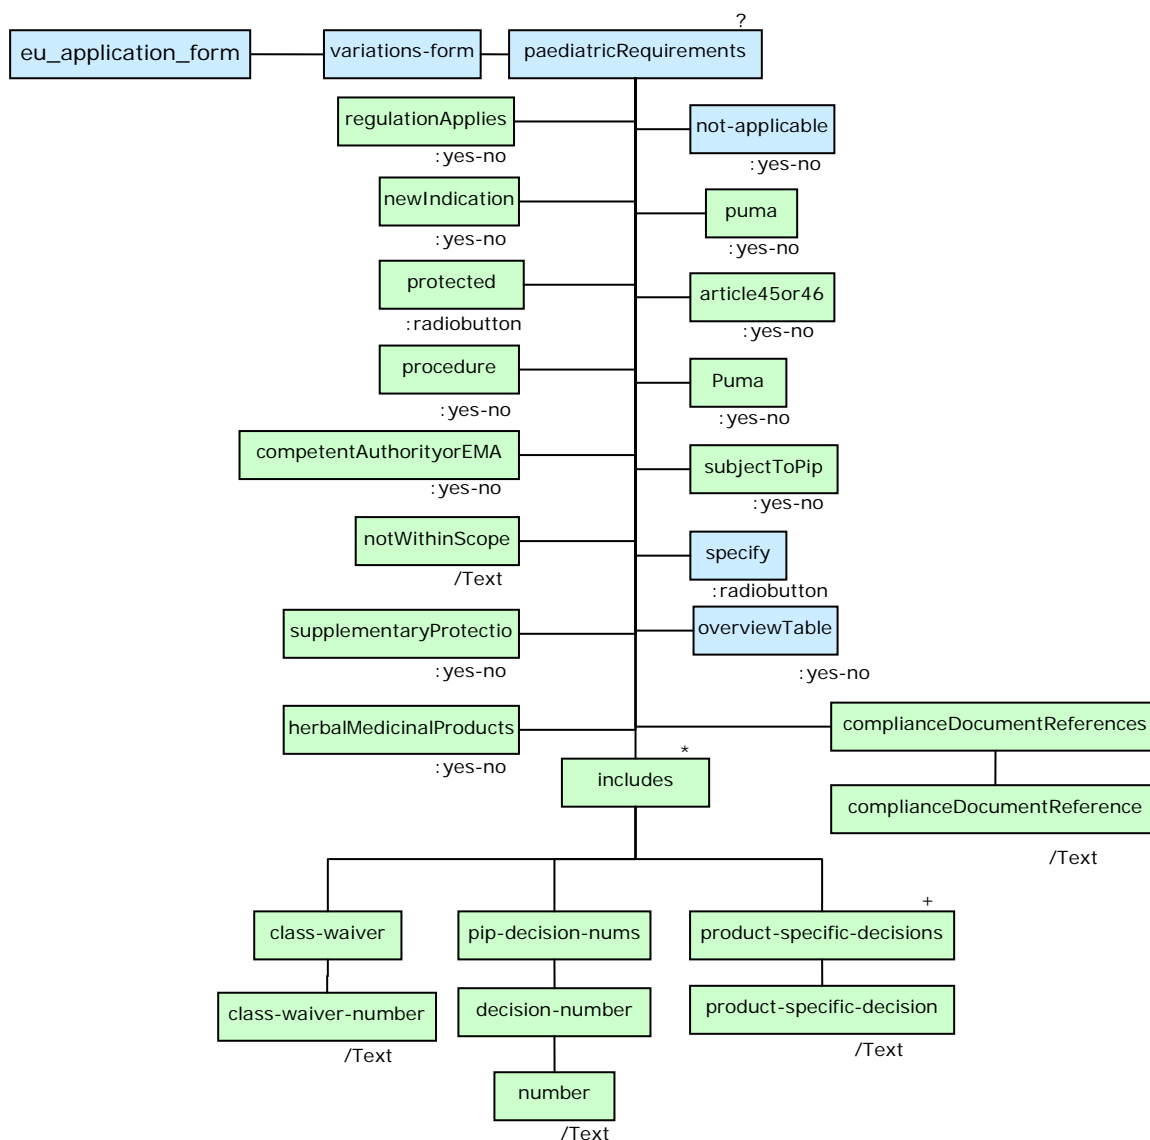 ?
eu_application_form
variations-form
paediatricRequirements
regulationApplies
:yes-no
not-applicable
:yes-no
newIndication
:yes-no
puma
:yes-no
protected
:radiobutton
article45or46
:yes-no
procedure
:yes-no
Puma
:yes-no
competentAuthorityorEMA
:yes-no
subjectToPip
:yes-no
notWithinScope
/Text
specify
:radiobutton
supplementaryProtectio
:yes-no
overviewTable
:yes-no
herbalMedicinalProducts
:yes-no
complianceDocumentReferences
*
includes
complianceDocumentReference
/Text
class-waiver
pip-decision-nums
+
product-specific-decisions
class-waiver-number
/Text
decision-number
product-specific-decision
/Text
number
/Text